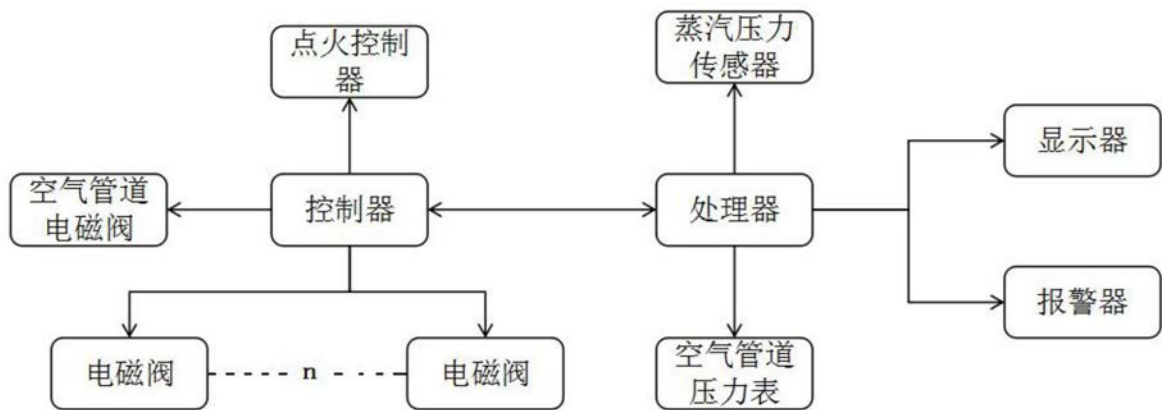 点火控制
器
蒸汽压力
传感器
显示器
空气管道
电磁阀
控制器
处理器
报警器
电磁阀
n
电磁阀
空气管道
压力表